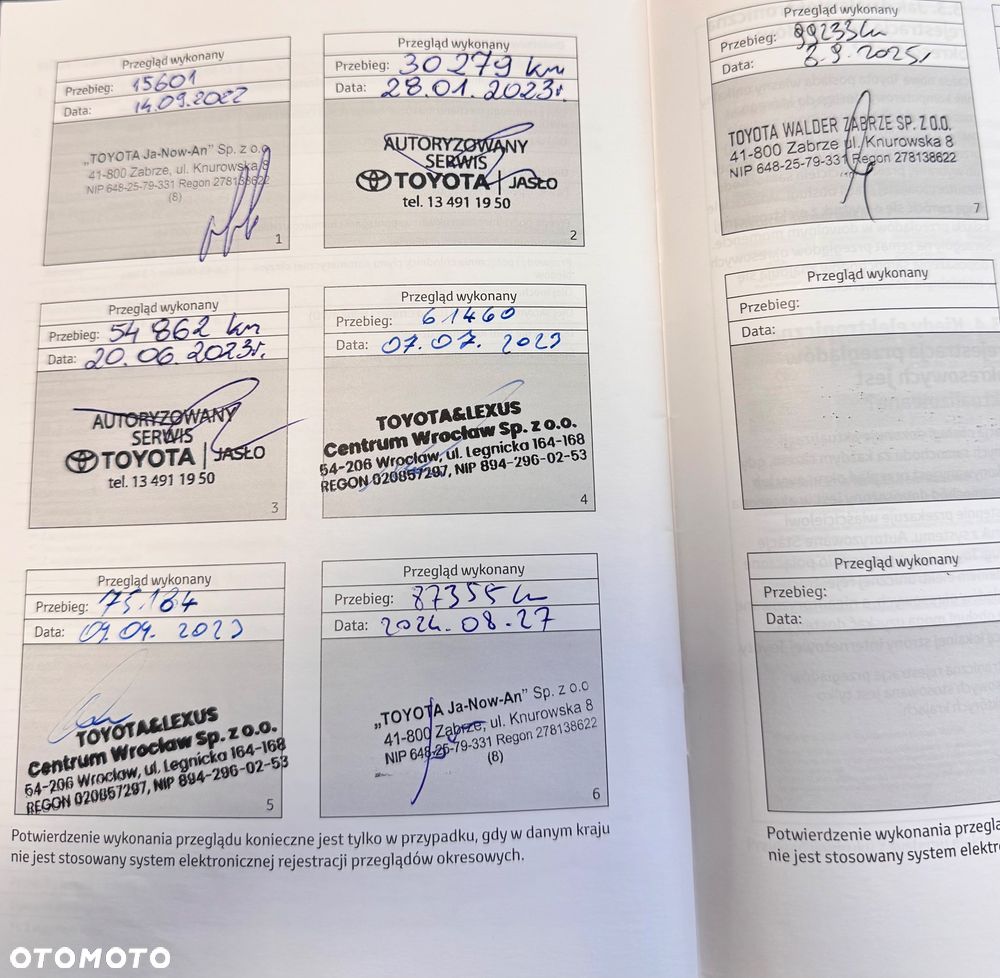 Przegląd wykonany
Przebieg: 15601
Data: 14.09.2022
„TOYOTA Ja-Now-An” Sp. z o.o
41-800 Zabrze, ul. Knurowska 8
NIP 648-25-79-331 Regon 278138622
(8)
1
Przegląd wykonany
Przebieg: 30279 km
Data: 28.01.2023r.
AUTORYZOWANY
SERWIS
TOYOTA | JASŁO
tel. 13 491 19 50
2
Przegląd wykonany
Przebieg: 54 862 km
Data: 20.06.2023r.
AUTORYZOWANY
SERWIS
TOYOTA | JASŁO
tel. 13 491 19 50
3
Przegląd wykonany
Przebieg: 61460
Data: 07.07. 2023
TOYOTA&LEXUS
Centrum Wrocław Sp. z o.o.
54-206 Wrocław, ul. Legnicka 164-168
REGON 020857297, NIP 894-296-02-53
4
Przegląd wykonany
Przebieg: 75.184
Data: 09.09. 2023
TOYOTA&LEXUS
Centrum Wrocław Sp. z o.o.
54-206 Wrocław, ul. Legnicka 164-168
REGON 020857297, NIP 894-296-02-53
5
Przegląd wykonany
Przebieg: 87355 km
Data: 2024.08.27
„TOYOTA Ja-Now-An” Sp. z o.o
41-800 Zabrze, ul. Knurowska 8
NIP 648-25-79-331 Regon 278138622
(8)
6
Potwierdzenie wykonania przeglądu konieczne jest tylko w przypadku, gdy w danym kraju
nie jest stosowany system elektronicznej rejestracji przeglądów okresowych.
Przegląd wykonany
Przebieg: 99233 km
Data: 8.9.2025r
TOYOTA WALDER ZABRZE SP. Z O.O.
41-800 Zabrze ul. Knurowska 8
NIP 648-25-79-331 Regon 278138622
7
Przegląd wykonany
Przebieg:
Data:
Przegląd wykonany
Przebieg:
Data:
Potwierdzenie wykonania przeglą
nie jest stosowany system elektro
OTOMOTO